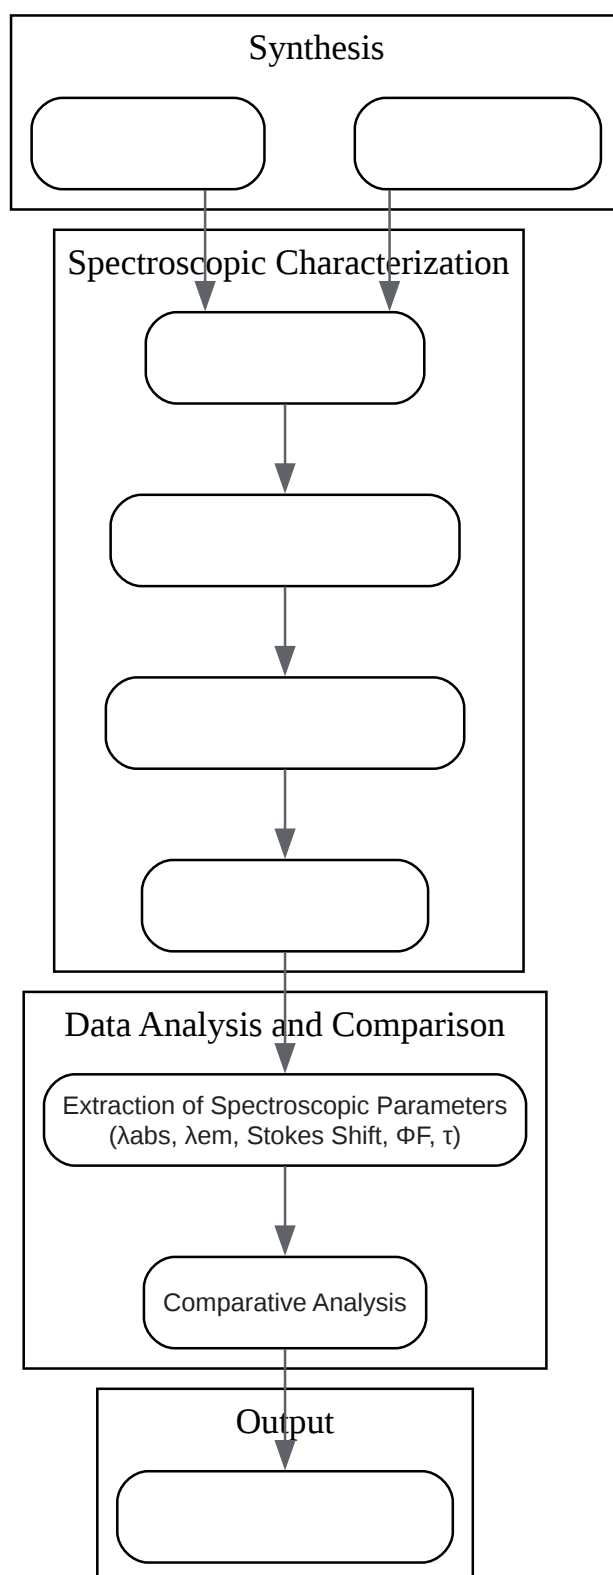 Synthesis
Spectroscopic Characterization
Data Analysis and Comparison
Extraction of Spectroscopic Parameters
(λabs, λem, Stokes Shift, ΦF, τ)
Comparative Analysis
Output